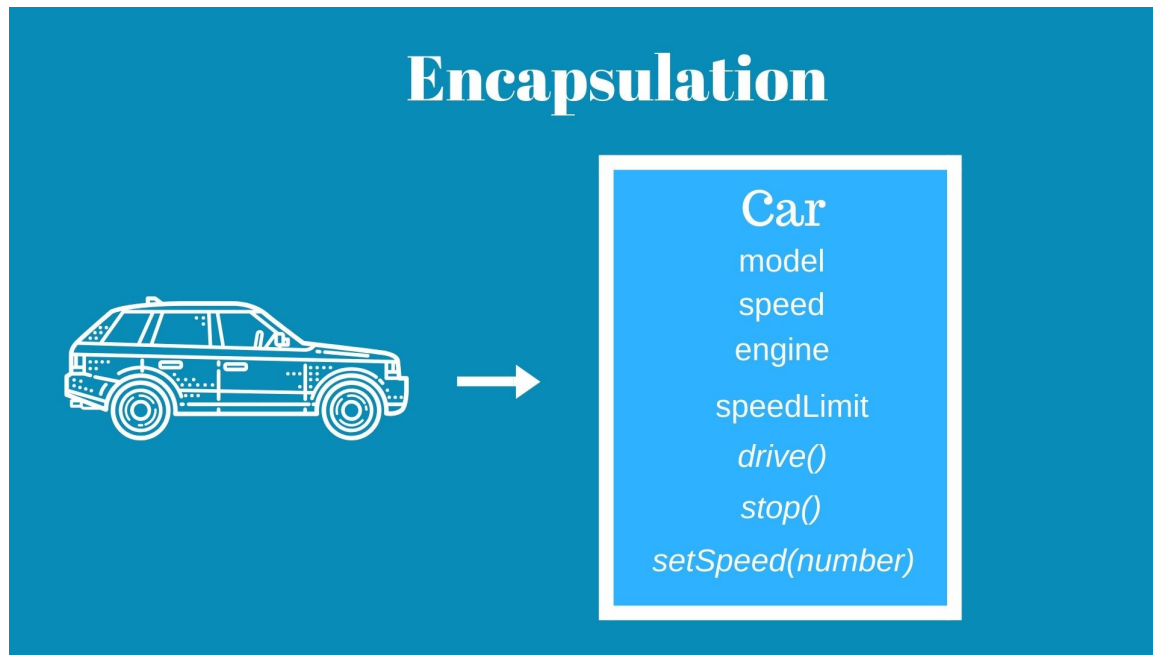 Encapsulation
Car
model
speed
engine
speedLimit
drive()
stop()
setSpeed(number)